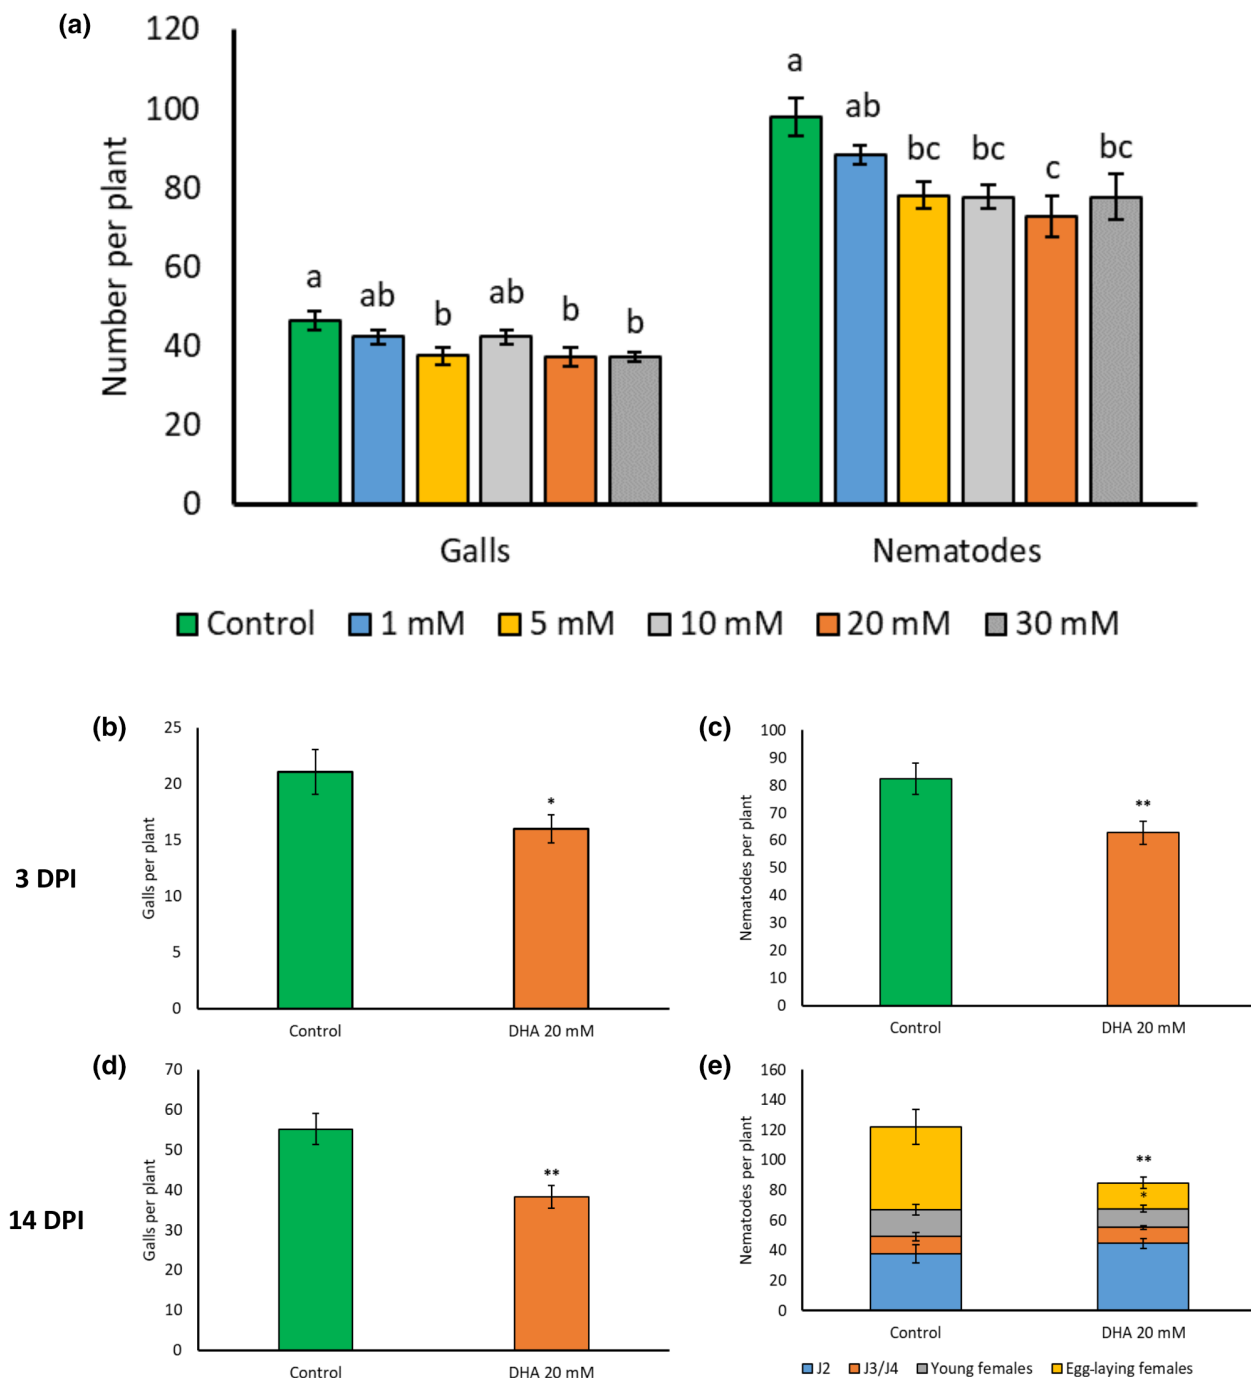 (a)
Number per plant
120
100
80
60
40
20
0
a ab b ab b b
a ab bc bc c bc
Galls Nematodes
Control 1 mM 5 mM 10 mM 20 mM 30 mM
3 DPI
(b)
Galls per plant
25
20
15
10
5
0
*
Control DHA 20 mM
(c)
Nematodes per plant
100
90
80
70
60
50
40
30
20
10
0
**
Control DHA 20 mM
14 DPI
(d)
Galls per plant
70
60
50
40
30
20
10
0
**
Control DHA 20 mM
(e)
Nematodes per plant
160
140
120
100
80
60
40
20
0
**
*
Control DHA 20 mM
J2 J3/J4 Young females Egg-laying females